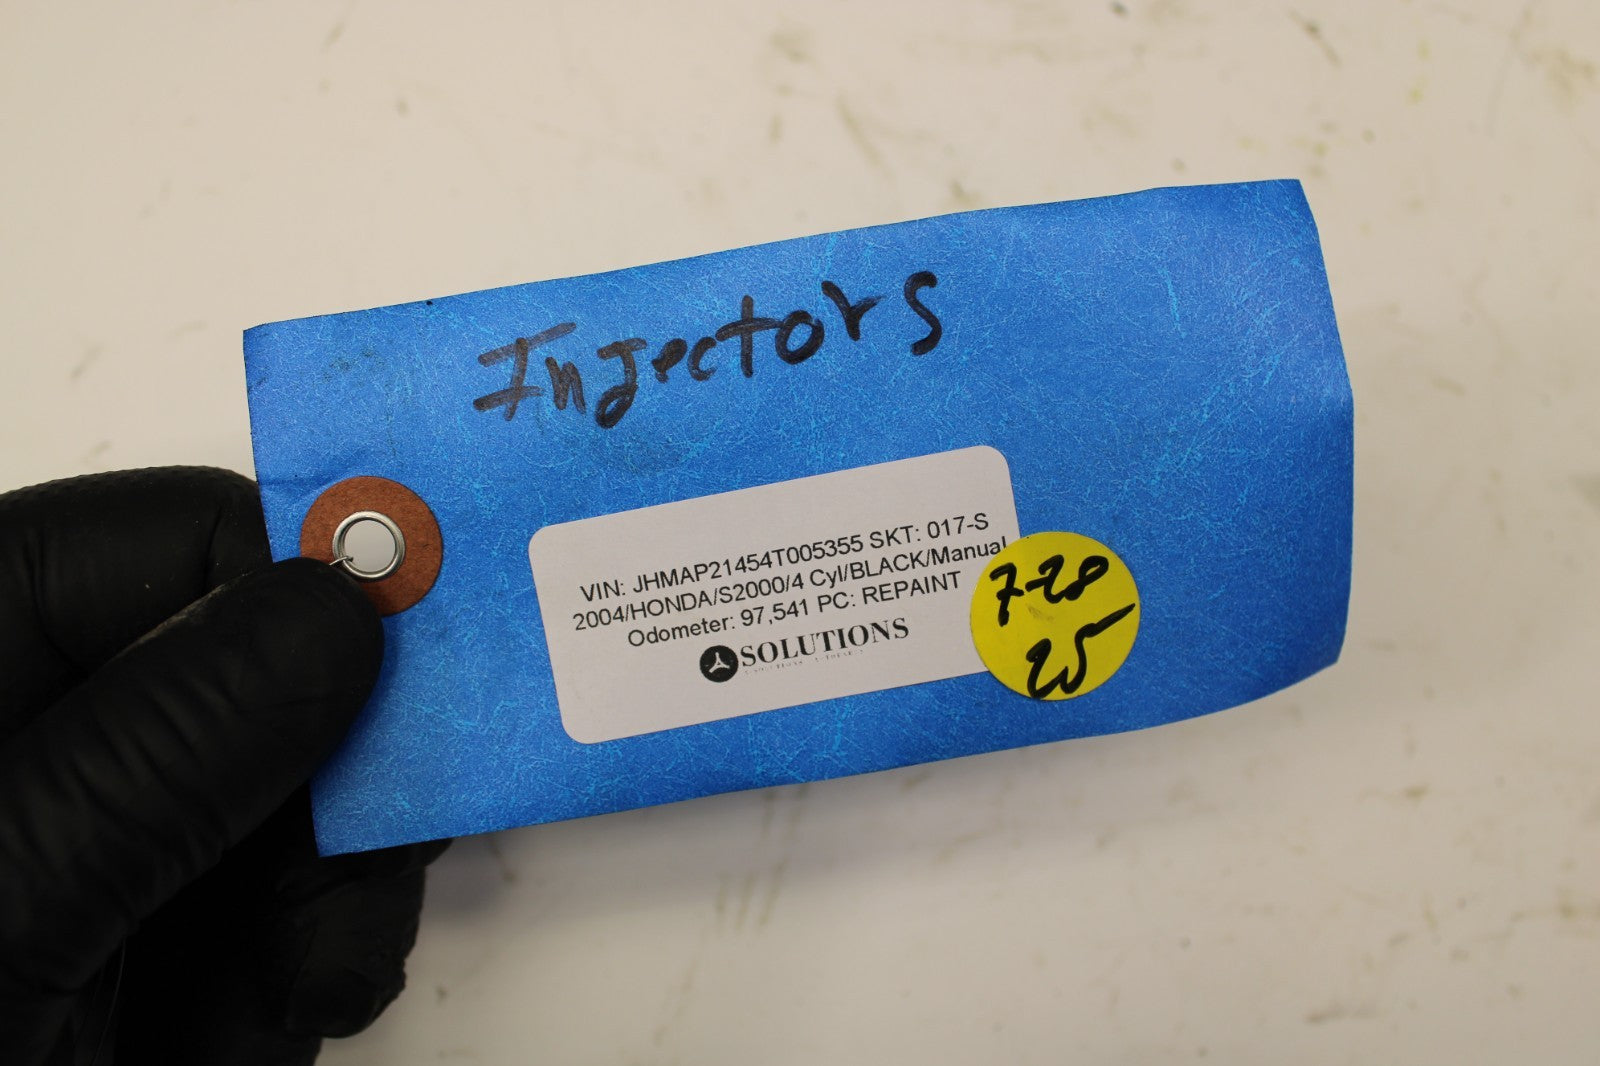 Injectors
VIN: JHMAP21454T005355 SKT: 017-S
2004/HONDA/S2000/4 Cyl/BLACK/Manual
Odometer: 97,541 PC: REPAINT
SOLUTIONS
7-28
25